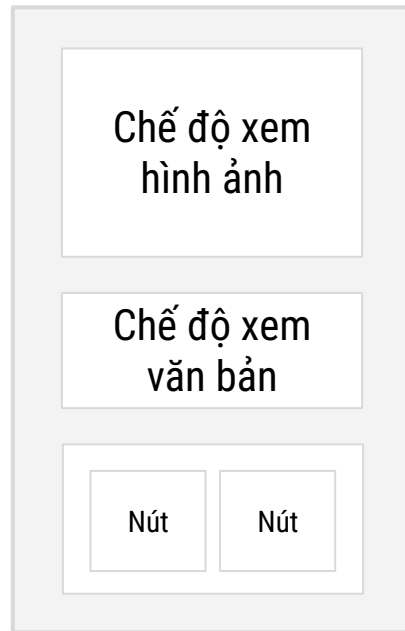 Chế độ xem
hình ảnh
Chế độ xem
văn bản
Nút
Nút